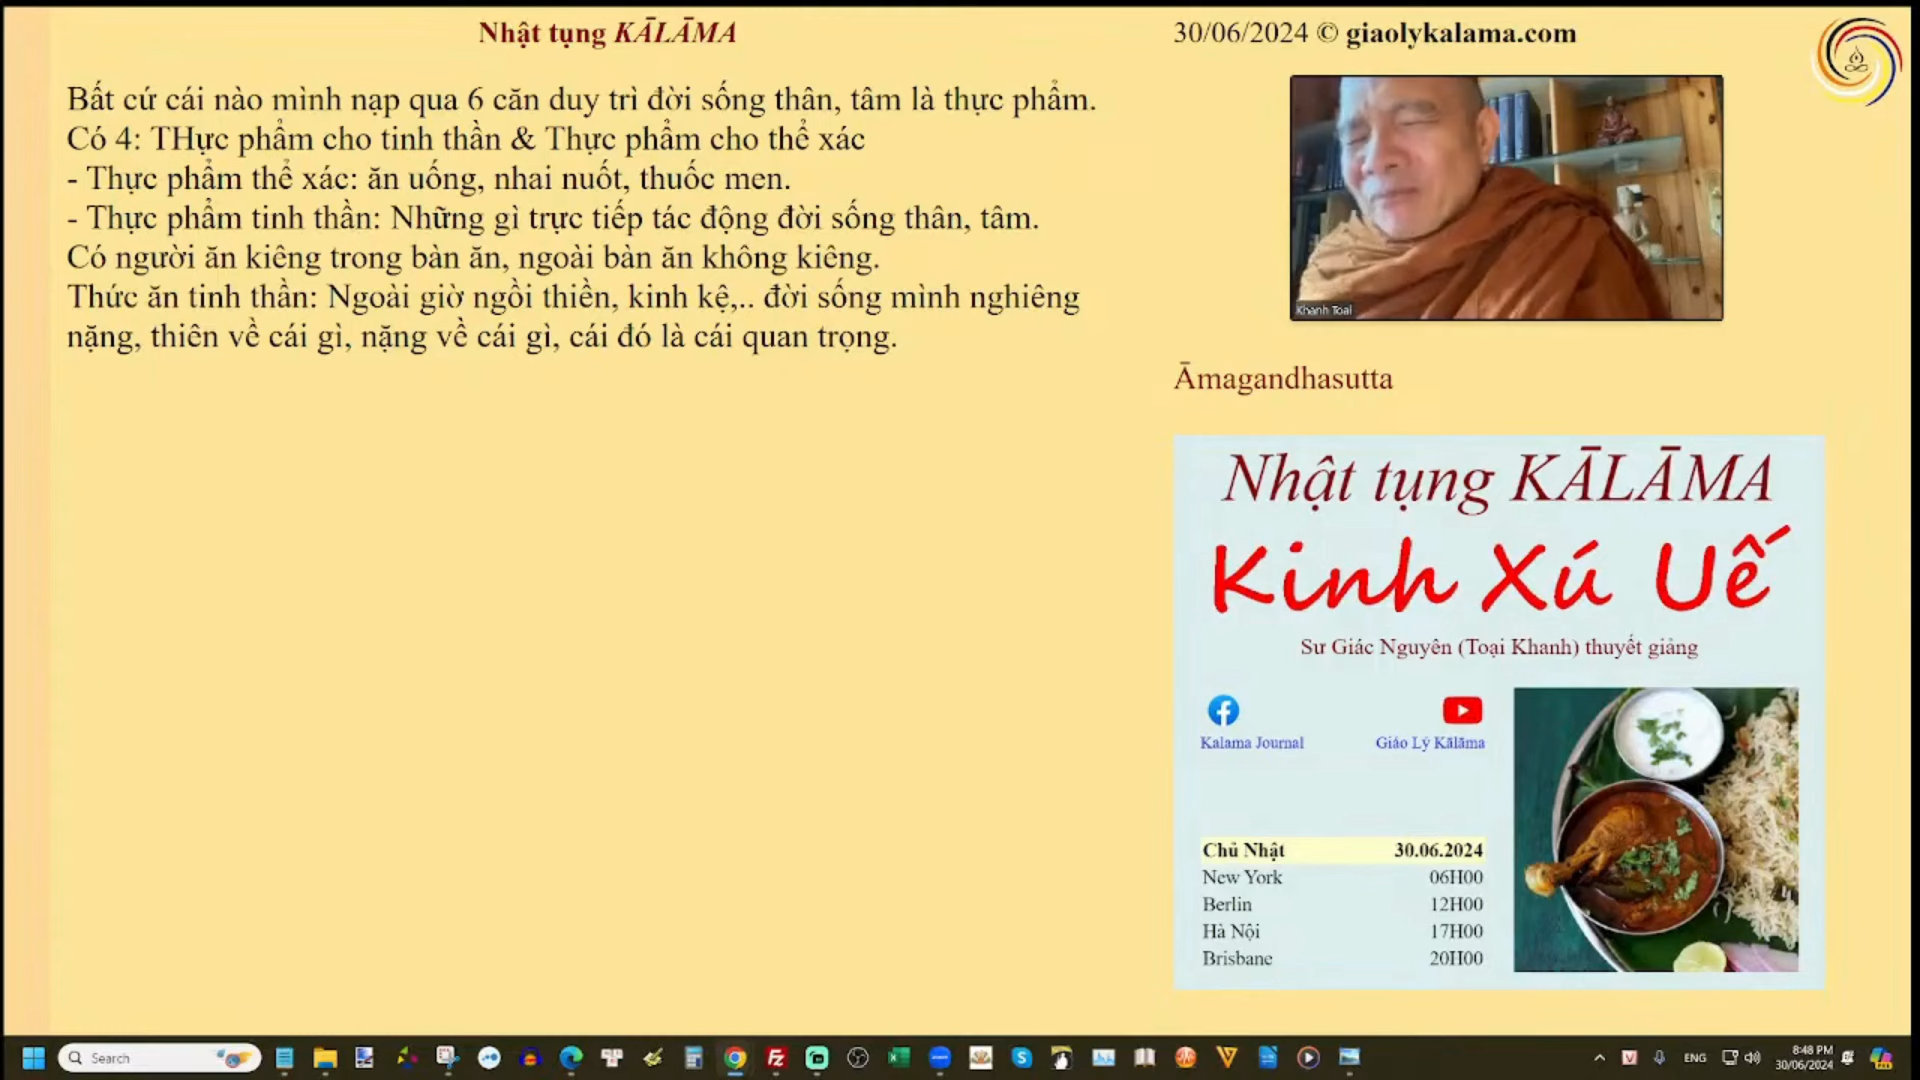 Nhật tụng KĀLĀMA
30/06/2024 © giaolykalama.com
Bất cứ cái nào mình nạp qua 6 căn duy trì đời sống thân, tâm là thực phẩm.
Có 4: THực phẩm cho tinh thần & Thực phẩm cho thể xác
- Thực phẩm thể xác: ăn uống, nhai nuốt, thuốc men.
- Thực phẩm tinh thần: Những gì trực tiếp tác động đời sống thân, tâm.
Có người ăn kiêng trong bàn ăn, ngoài bàn ăn không kiêng.
Thức ăn tinh thần: Ngoài giờ ngồi thiền, kinh kệ,.. đời sống mình nghiêng
nặng, thiên về cái gì, nặng về cái gì, cái đó là cái quan trọng.
Khanh Toai
Āmagandhasutta
Nhật tụng KĀLĀMA
Kinh Xú Uế
Sư Giác Nguyên (Toại Khanh) thuyết giảng
Kalama Journal
Giáo Lý Kālāma
Chủ Nhật 30.06.2024
New York 06H00
Berlin 12H00
Hà Nội 17H00
Brisbane 20H00
Search
ENG
8:48 PM
30/06/2024